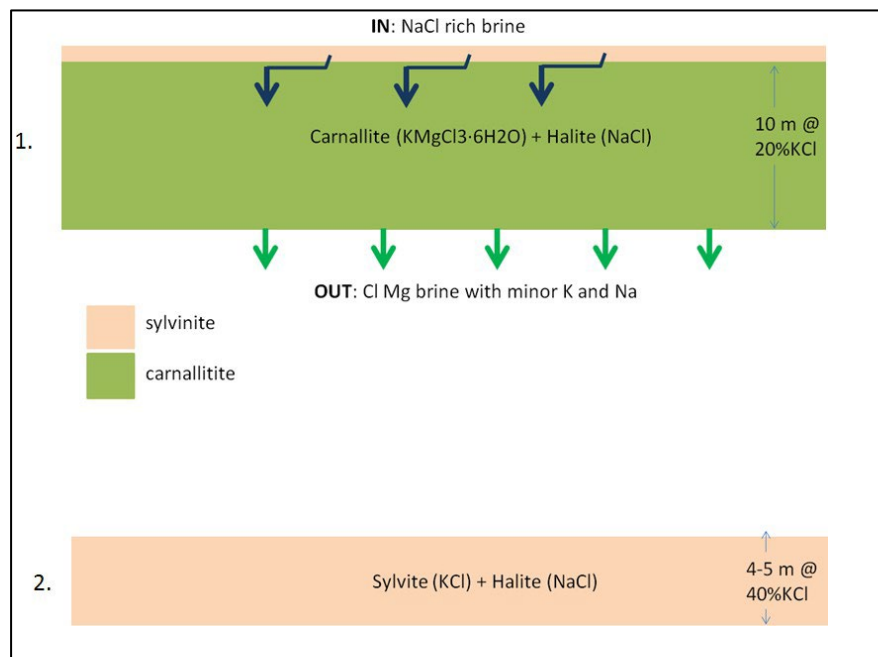 IN: NaCl rich brine
1.
Carnallite (KMgCl3·6H2O) + Halite (NaCl)
10 m @
20%KCl
OUT: Cl Mg brine with minor K and Na
sylvinite
carnallitite
2.
Sylvite (KCl) + Halite (NaCl)
4-5 m @
40%KCl